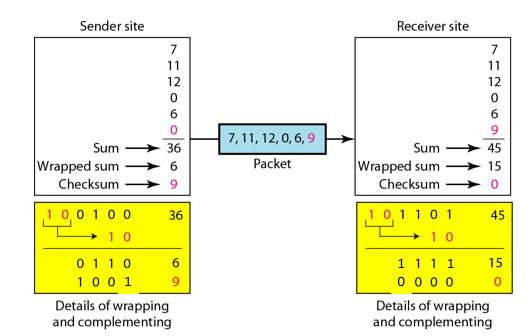 Sender site
7
11
12
0
6
0
Sum 36
Wrapped sum 6
Checksum 9
1 0 0 1 0 0 36
1 0
0 1 1 0 6
1 0 0 1 9
Details of wrapping
and complementing
7, 11, 12, 0, 6, 9
Packet
Receiver site
7
11
12
0
6
9
Sum 45
Wrapped sum 15
Checksum 0
1 0 1 1 0 1 45
1 0
1 1 1 1 15
0 0 0 0 0
Details of wrapping
and complementing